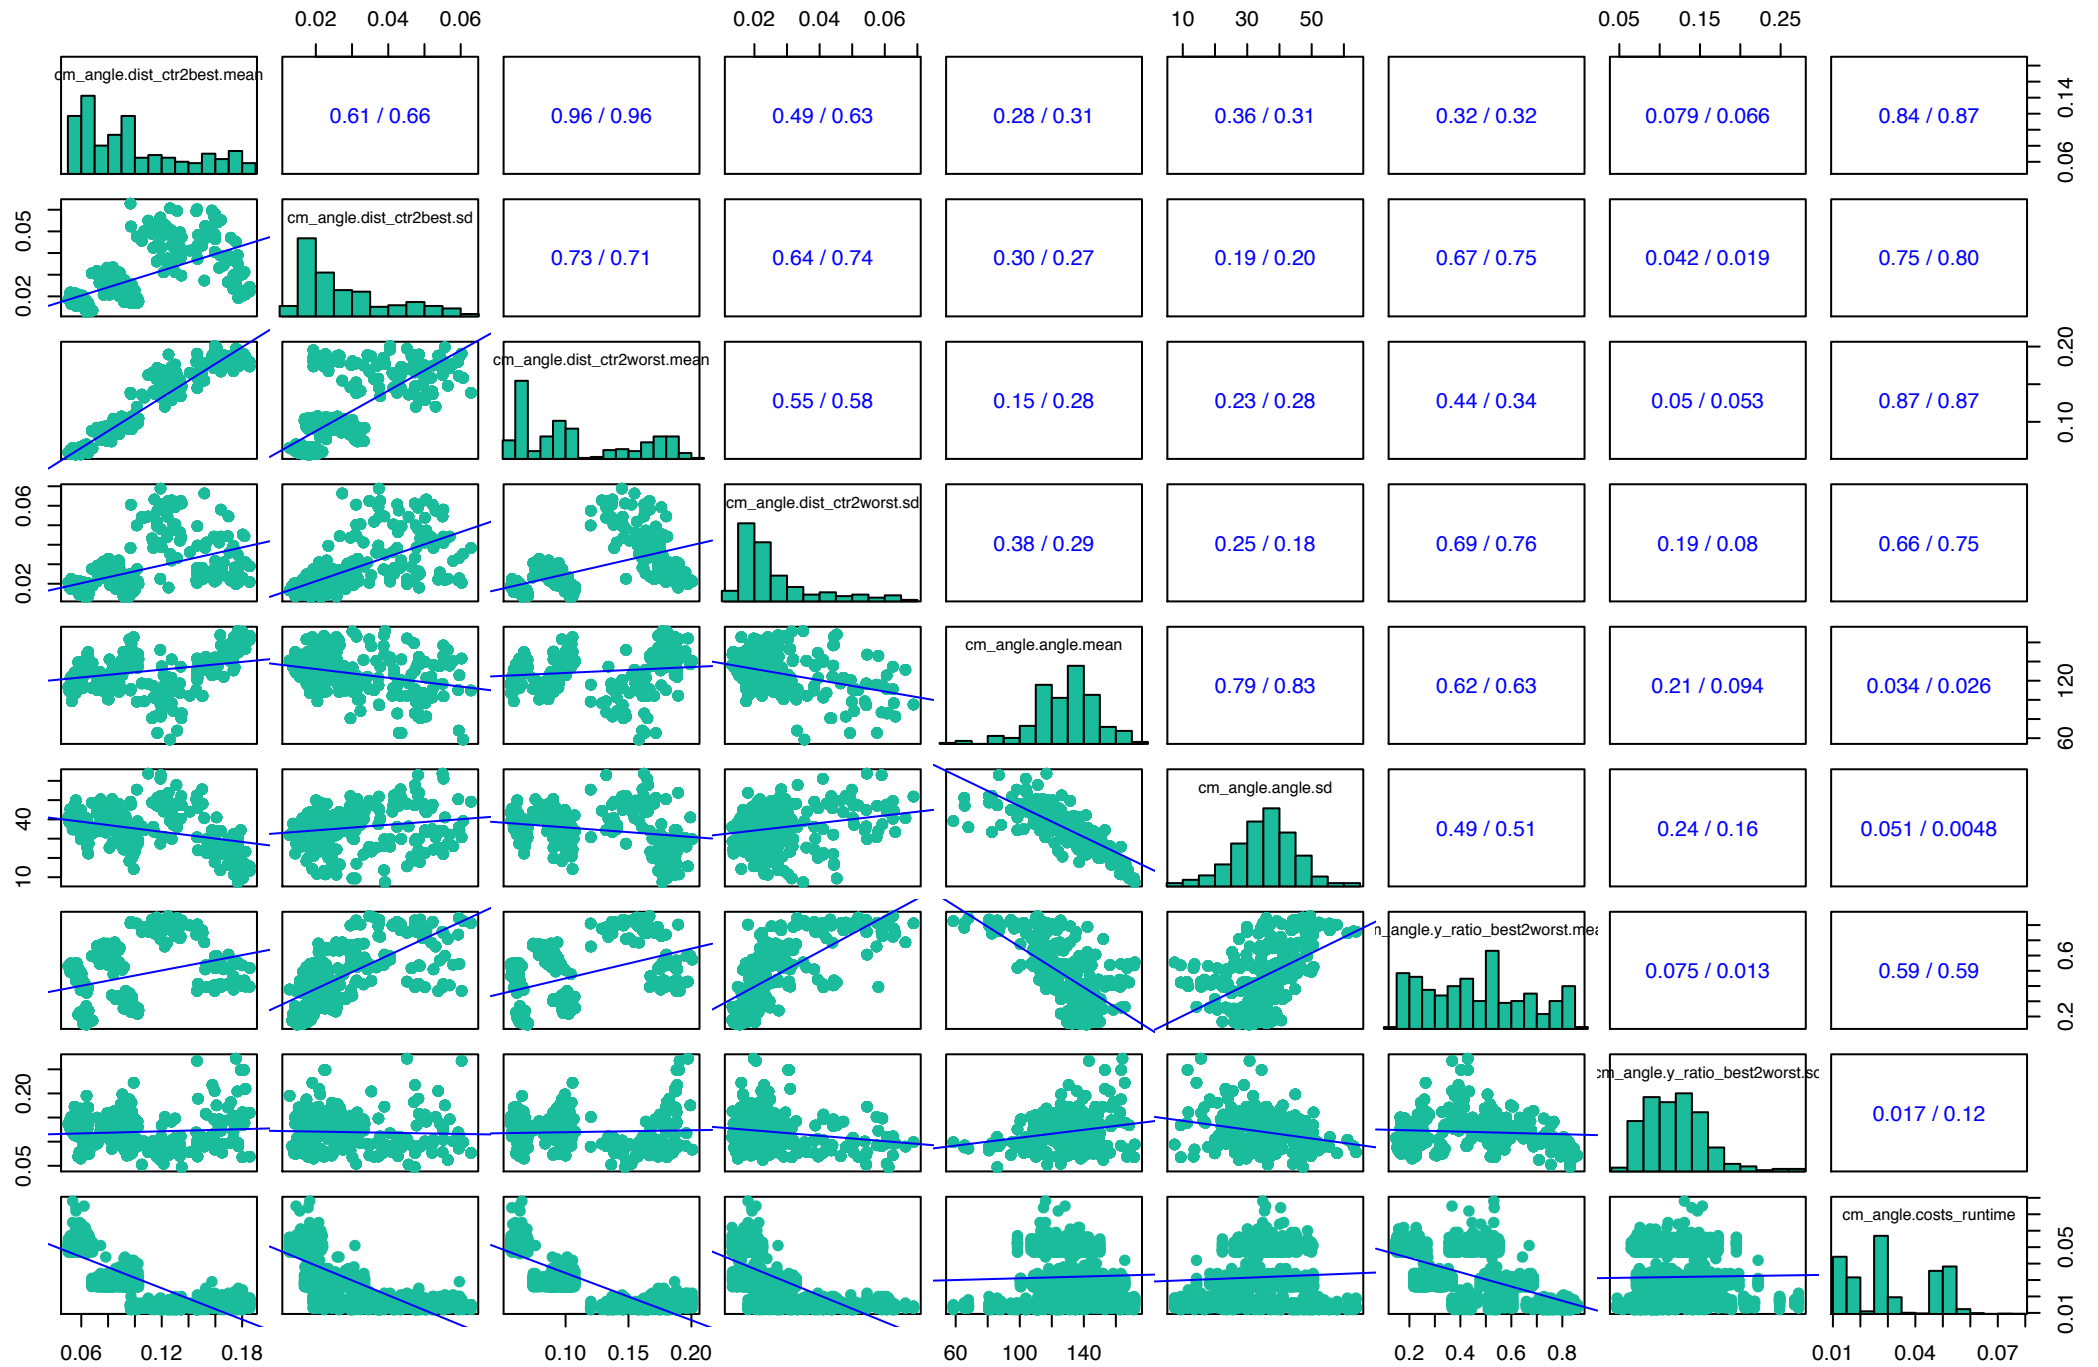 0.02 0.04 0.06 0.02 0.04 0.06 10 30 50 0.05 0.15 0.25
cm_angle.dist_ctr2best.mean 0.61 / 0.66 0.96 / 0.96 0.49 / 0.63 0.28 / 0.31 0.36 / 0.31 0.32 / 0.32 0.079 / 0.066 0.84 / 0.87 0.06 0.14
0.02 0.05 cm_angle.dist_ctr2best.sd 0.73 / 0.71 0.64 / 0.74 0.30 / 0.27 0.19 / 0.20 0.67 / 0.75 0.042 / 0.019 0.75 / 0.80
cm_angle.dist_ctr2worst.mean 0.55 / 0.58 0.15 / 0.28 0.23 / 0.28 0.44 / 0.34 0.05 / 0.053 0.87 / 0.87 0.10 0.20
0.02 0.06 cm_angle.dist_ctr2worst.sd 0.38 / 0.29 0.25 / 0.18 0.69 / 0.76 0.19 / 0.08 0.66 / 0.75
cm_angle.angle.mean 0.79 / 0.83 0.62 / 0.63 0.21 / 0.094 0.034 / 0.026 60 120
10 40 cm_angle.angle.sd 0.49 / 0.51 0.24 / 0.16 0.051 / 0.0048
_angle.y_ratio_best2worst.me 0.075 / 0.013 0.59 / 0.59 0.2 0.6
0.05 0.20 cm_angle.y_ratio_best2worst.s 0.017 / 0.12
cm_angle.costs_runtime 0.01 0.05
0.06 0.12 0.18 0.10 0.15 0.20 60 100 140 0.2 0.4 0.6 0.8 0.01 0.04 0.07